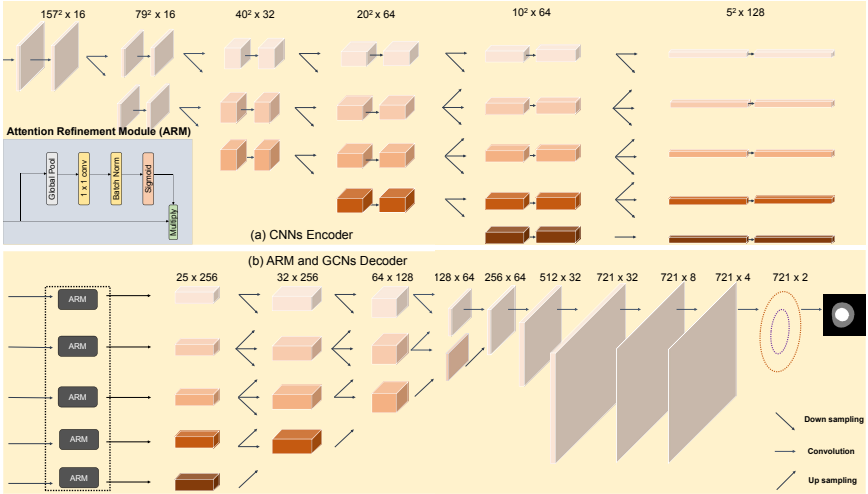 157² x 16 79² x 16 40² x 32 20² x 64 10² x 64 5² x 128
Attention Refinement Module (ARM)
Global Pool
1 x 1 conv
Batch Norm
Sigmoid
Multiply
(a) CNNs Encoder
(b) ARM and GCNs Decoder
25 x 256 32 x 256 64 x 128 128 x 64 256 x 64 512 x 32 721 x 32 721 x 8 721 x 4 721 x 2
ARM
ARM
ARM
ARM
ARM
Down sampling
Convolution
Up sampling